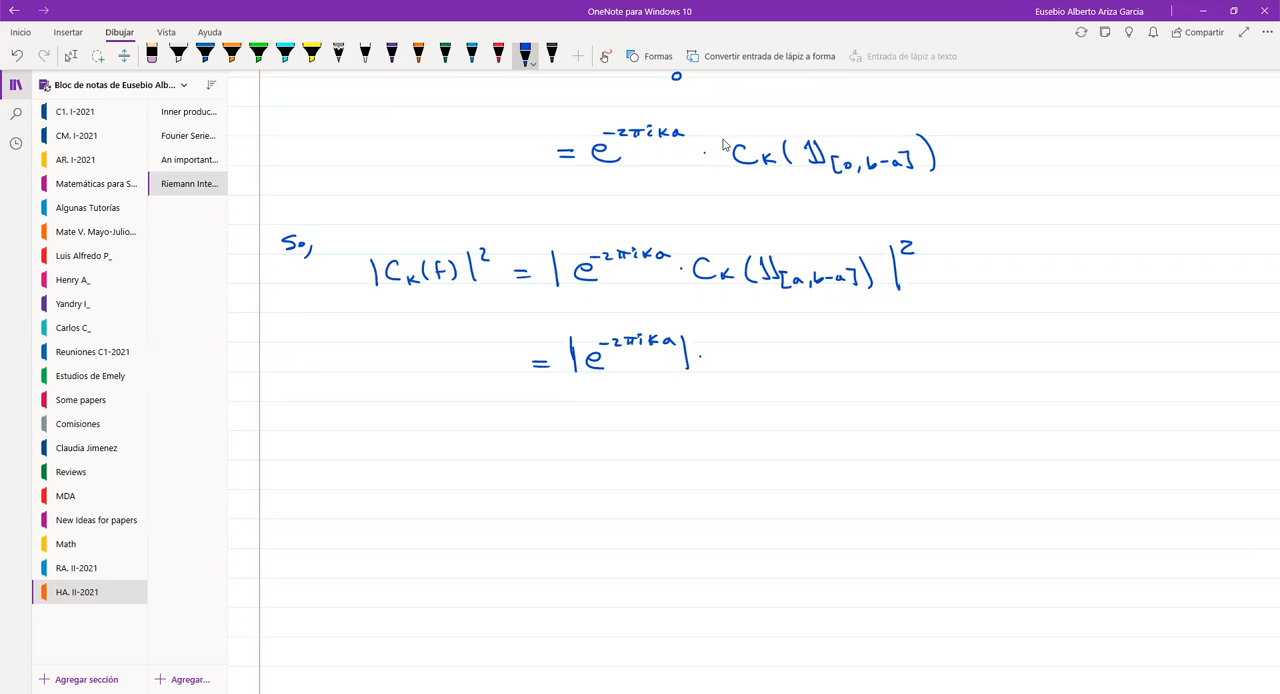 OneNote para Windows 10
Eusebio Alberto Ariza Garcia
Inicio Insertar Dibujar Vista Ayuda
Compartir
Formas
Convertir entrada de lápiz a forma
Entrada de lápiz a texto
Bloc de notas de Eusebio Alb...
C1. I-2021
CM. I-2021
AR. I-2021
Matemáticas para S...
Algunas Tutorías
Mate V. Mayo-Julio...
Luis Alfredo P_
Henry A_
Yandry I_
Carlos C_
Reuniones C1-2021
Estudios de Emely
Some papers
Comisiones
Claudia Jimenez
Reviews
MDA
New Ideas for papers
Math
RA. II-2021
HA. II-2021
Agregar sección
Inner produc...
Fourier Serie...
An important...
Riemann Inte...
Agregar...
0
= e^{-2πika} · C_k(𝟙_{[0,b-a]})
So,
|C_k(f)|² = |e^{-2πika} · C_k(𝟙_{[a,b-a]})|²
= |e^{-2πika}| ·